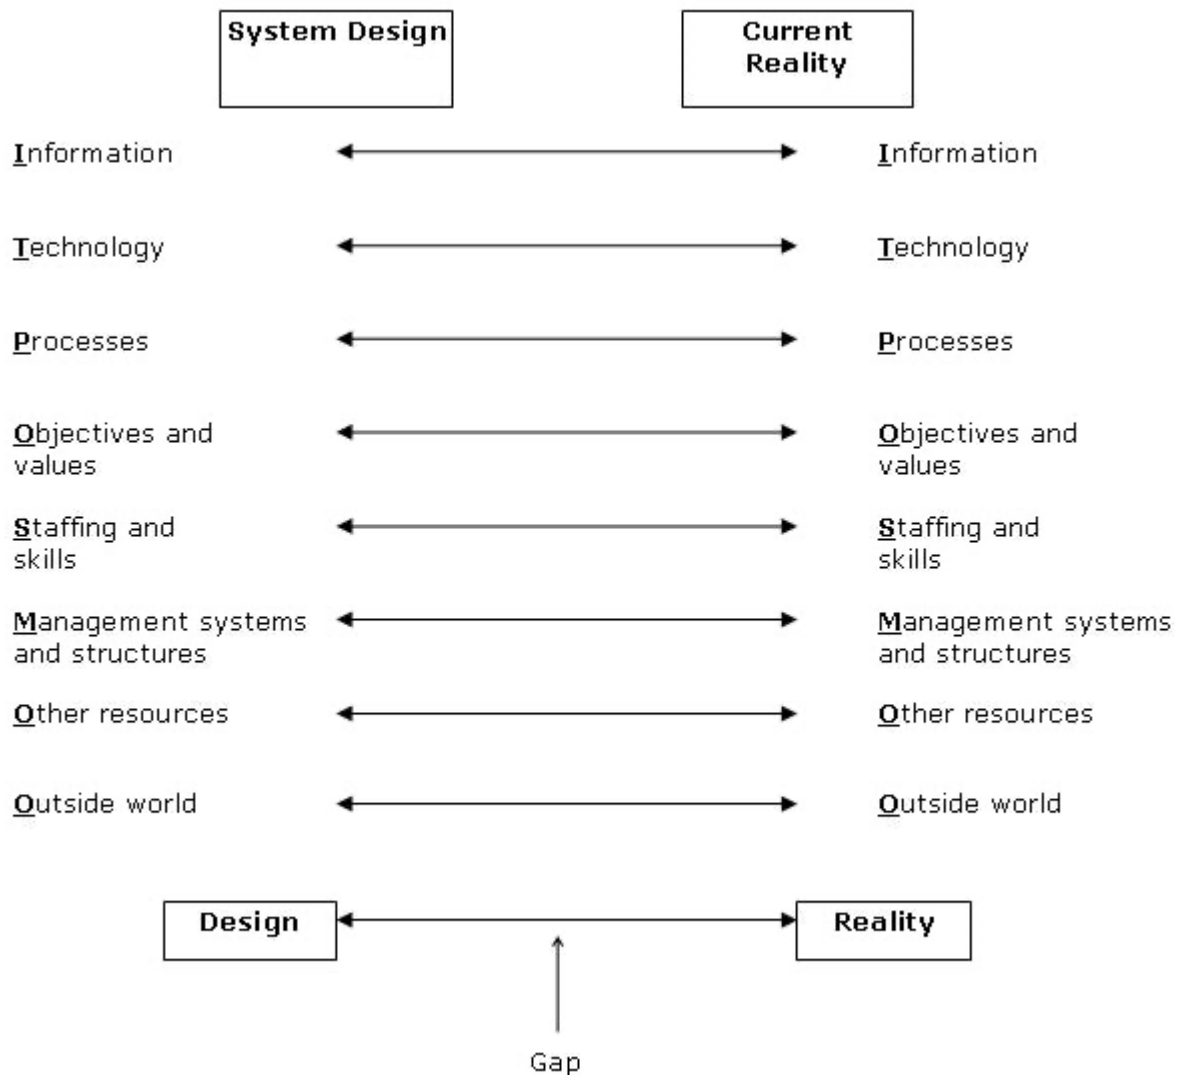 System Design
Current
Reality
Information
Information
Technology
Technology
Processes
Processes
Objectives and
values
Objectives and
values
Staffing and
skills
Staffing and
skills
Management systems
and structures
Management systems
and structures
Other resources
Other resources
Outside world
Outside world
Design
Reality
Gap